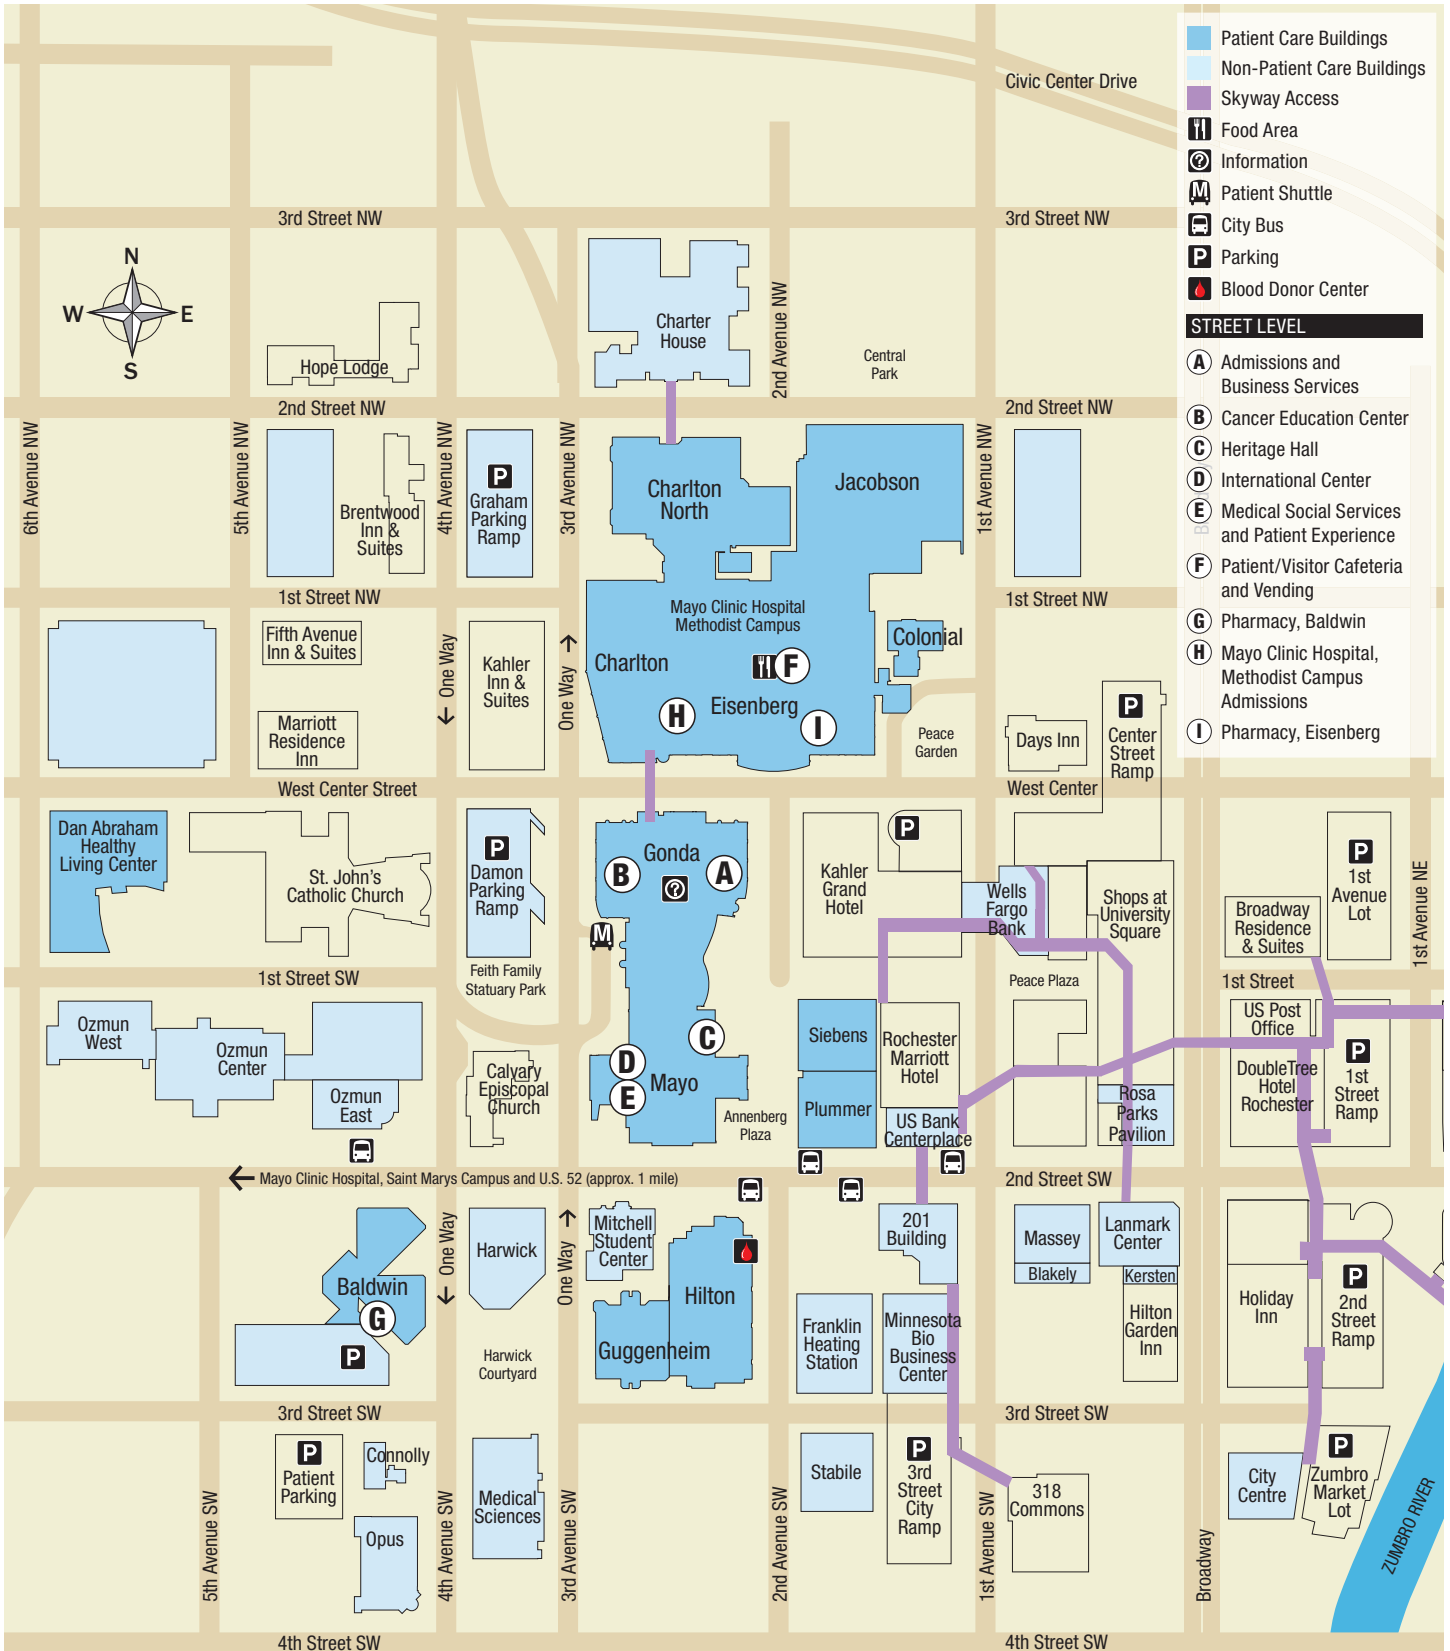 Civic Center Drive
Patient Care Buildings
Non-Patient Care Buildings
Skyway Access
Food Area
Information
Patient Shuttle
City Bus
Parking
Blood Donor Center
STREET LEVEL
A Admissions and
Business Services
B Cancer Education Center
C Heritage Hall
D International Center
E Medical Social Services
and Patient Experience
F Patient/Visitor Cafeteria
and Vending
G Pharmacy, Baldwin
H Mayo Clinic Hospital,
Methodist Campus
Admissions
I Pharmacy, Eisenberg
3rd Street NW
3rd Street NW
N
W
E
S
Hope Lodge
Charter
House
2nd Avenue NW
Central
Park
2nd Street NW
2nd Street NW
6th Avenue NW
5th Avenue NW
Brentwood
Inn &
Suites
4th Avenue NW
P
Graham
Parking
Ramp
3rd Avenue NW
Charlton
North
Jacobson
1st Avenue NW
1st Street NW
1st Street NW
Fifth Avenue
Inn & Suites
Marriott
Residence
Inn
One Way
Kahler
Inn &
Suites
One Way
Mayo Clinic Hospital
Methodist Campus
Charlton
F
Eisenberg
H
I
Colonial
Peace
Garden
Days Inn
P
Center
Street
Ramp
West Center Street
West Center
Dan Abraham
Healthy
Living Center
St. John's
Catholic Church
P
Damon
Parking
Ramp
Gonda
B
A
M
Kahler
Grand
Hotel
P
Wells
Fargo
Bank
Shops at
University
Square
Broadway
Residence
& Suites
P
1st
Avenue
Lot
1st Avenue NE
1st Street SW
Feith Family
Statuary Park
Peace Plaza
1st Street
Ozmun
West
Ozmun
Center
Ozmun
East
Calvary
Episcopal
Church
C
D
E
Mayo
Annenberg
Plaza
Siebens
Plummer
Rochester
Marriott
Hotel
US Bank
Centerplace
Rosa
Parks
Pavilion
US Post
Office
DoubleTree
Hotel
Rochester
P
1st
Street
Ramp
Mayo Clinic Hospital, Saint Marys Campus and U.S. 52 (approx. 1 mile)
2nd Street SW
Baldwin
G
P
One Way
Harwick
Harwick
Courtyard
One Way
Mitchell
Student
Center
Hilton
Guggenheim
201
Building
Franklin
Heating
Station
Minnesota
Bio
Business
Center
Massey
Blakely
Lanmark
Center
Kersten
Hilton
Garden
Inn
Holiday
Inn
P
2nd
Street
Ramp
3rd Street SW
3rd Street SW
5th Avenue SW
P
Patient
Parking
Connolly
Opus
4th Avenue SW
Medical
Sciences
3rd Avenue SW
2nd Avenue SW
Stabile
P
3rd
Street
City
Ramp
1st Avenue SW
318
Commons
Broadway
City
Centre
P
Zumbro
Market
Lot
ZUMBRO RIVER
4th Street SW
4th Street SW